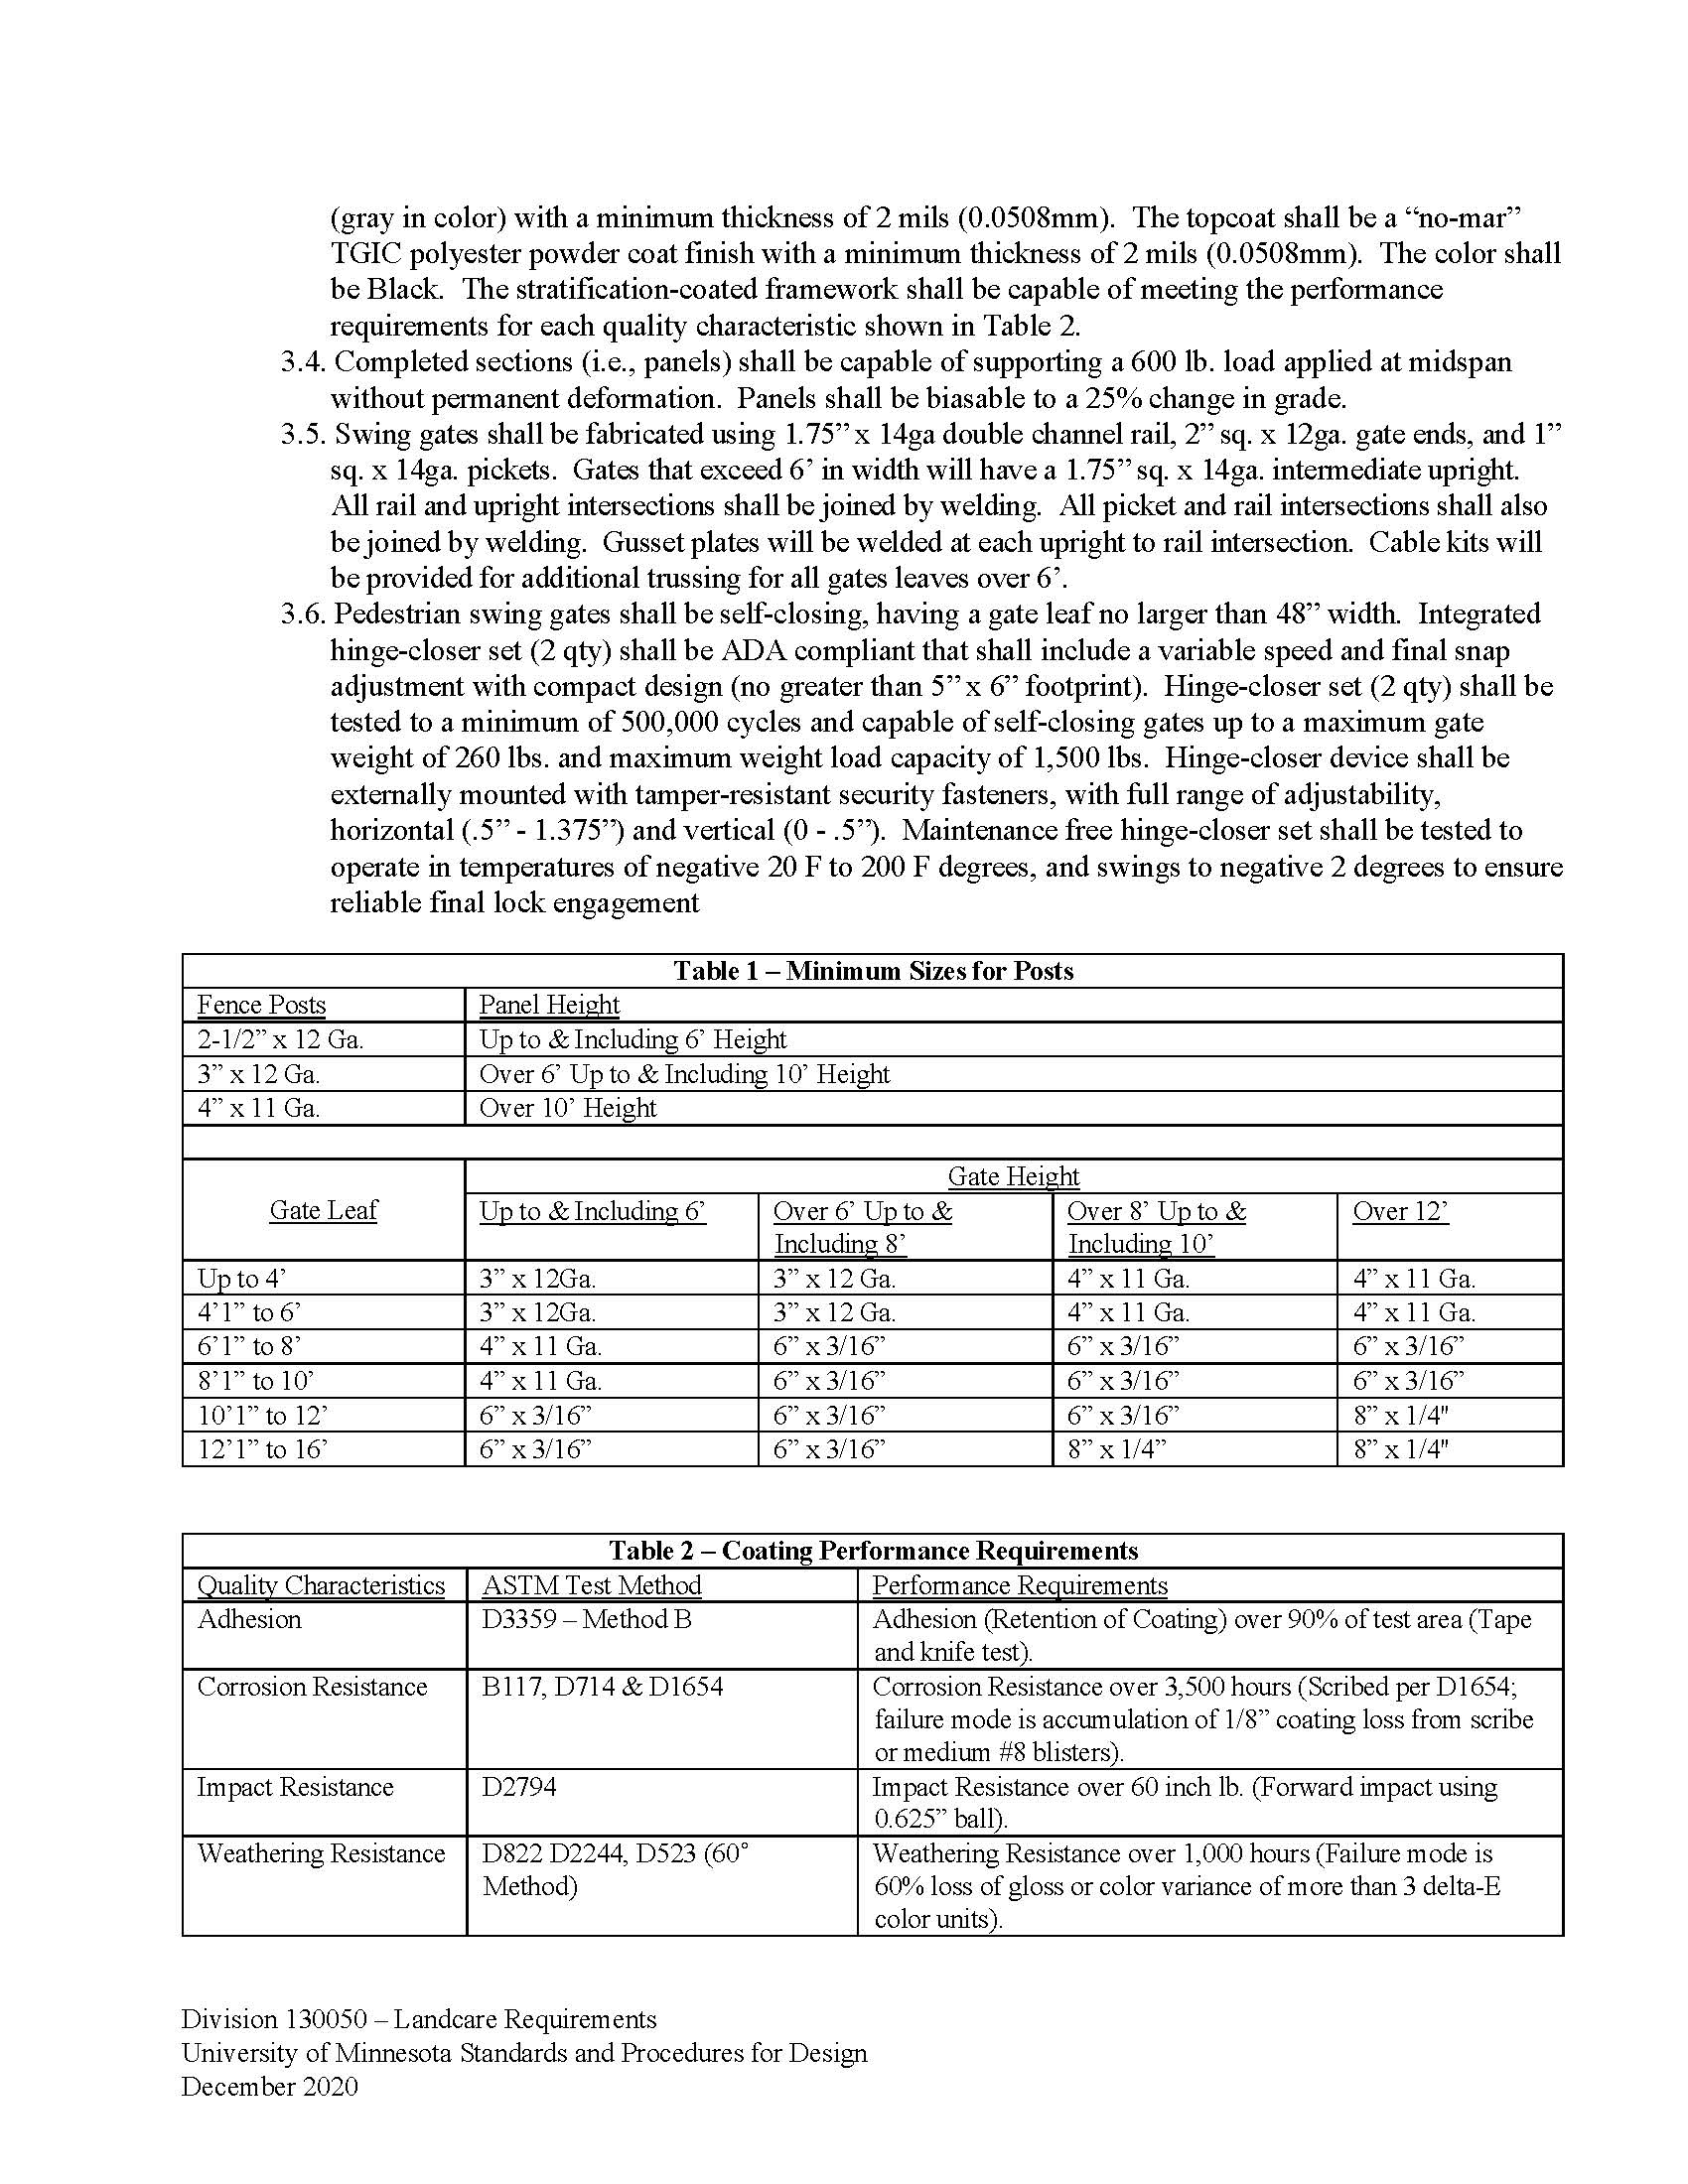 (gray in color) with a minimum thickness of 2 mils (0.0508mm).  The topcoat shall be a “no-mar”
TGIC polyester powder coat finish with a minimum thickness of 2 mils (0.0508mm).  The color shall
be Black.  The stratification-coated framework shall be capable of meeting the performance
requirements for each quality characteristic shown in Table 2.
3.4. Completed sections (i.e., panels) shall be capable of supporting a 600 lb. load applied at midspan
without permanent deformation.  Panels shall be biasable to a 25% change in grade.
3.5. Swing gates shall be fabricated using 1.75” x 14ga double channel rail, 2” sq. x 12ga. gate ends, and 1”
sq. x 14ga. pickets.  Gates that exceed 6’ in width will have a 1.75” sq. x 14ga. intermediate upright.
All rail and upright intersections shall be joined by welding.  All picket and rail intersections shall also
be joined by welding.  Gusset plates will be welded at each upright to rail intersection.  Cable kits will
be provided for additional trussing for all gates leaves over 6’.
3.6. Pedestrian swing gates shall be self-closing, having a gate leaf no larger than 48” width.  Integrated
hinge-closer set (2 qty) shall be ADA compliant that shall include a variable speed and final snap
adjustment with compact design (no greater than 5” x 6” footprint).  Hinge-closer set (2 qty) shall be
tested to a minimum of 500,000 cycles and capable of self-closing gates up to a maximum gate
weight of 260 lbs. and maximum weight load capacity of 1,500 lbs.  Hinge-closer device shall be
externally mounted with tamper-resistant security fasteners, with full range of adjustability,
horizontal (.5” - 1.375”) and vertical (0 - .5”).  Maintenance free hinge-closer set shall be tested to
operate in temperatures of negative 20 F to 200 F degrees, and swings to negative 2 degrees to ensure
reliable final lock engagement
Table 1 – Minimum Sizes for Posts
Fence Posts Panel Height
2-1/2” x 12 Ga. Up to & Including 6’ Height
3” x 12 Ga. Over 6’ Up to & Including 10’ Height
4” x 11 Ga. Over 10’ Height
Gate Height
Gate Leaf Up to & Including 6’ Over 6’ Up to & Over 8’ Up to & Over 12’
Including 8’ Including 10’
Up to 4’ 3” x 12Ga. 3” x 12 Ga. 4” x 11 Ga. 4” x 11 Ga.
4’1” to 6’ 3” x 12Ga. 3” x 12 Ga. 4” x 11 Ga. 4” x 11 Ga.
6’1” to 8’ 4” x 11 Ga. 6” x 3/16” 6” x 3/16” 6” x 3/16”
8’1” to 10’ 4” x 11 Ga. 6” x 3/16” 6” x 3/16” 6” x 3/16”
10’1” to 12’ 6” x 3/16” 6” x 3/16” 6” x 3/16” 8” x 1/4"
12’1” to 16’ 6” x 3/16” 6” x 3/16” 8” x 1/4” 8” x 1/4"
Table 2 – Coating Performance Requirements
Quality Characteristics ASTM Test Method Performance Requirements
Adhesion D3359 – Method B Adhesion (Retention of Coating) over 90% of test area (Tape
and knife test).
Corrosion Resistance B117, D714 & D1654 Corrosion Resistance over 3,500 hours (Scribed per D1654;
failure mode is accumulation of 1/8” coating loss from scribe
or medium #8 blisters).
Impact Resistance D2794 Impact Resistance over 60 inch lb. (Forward impact using
0.625” ball).
Weathering Resistance D822 D2244, D523 (60° Weathering Resistance over 1,000 hours (Failure mode is
Method) 60% loss of gloss or color variance of more than 3 delta-E
color units).
Division 130050 – Landcare Requirements
University of Minnesota Standards and Procedures for Design
December 2020